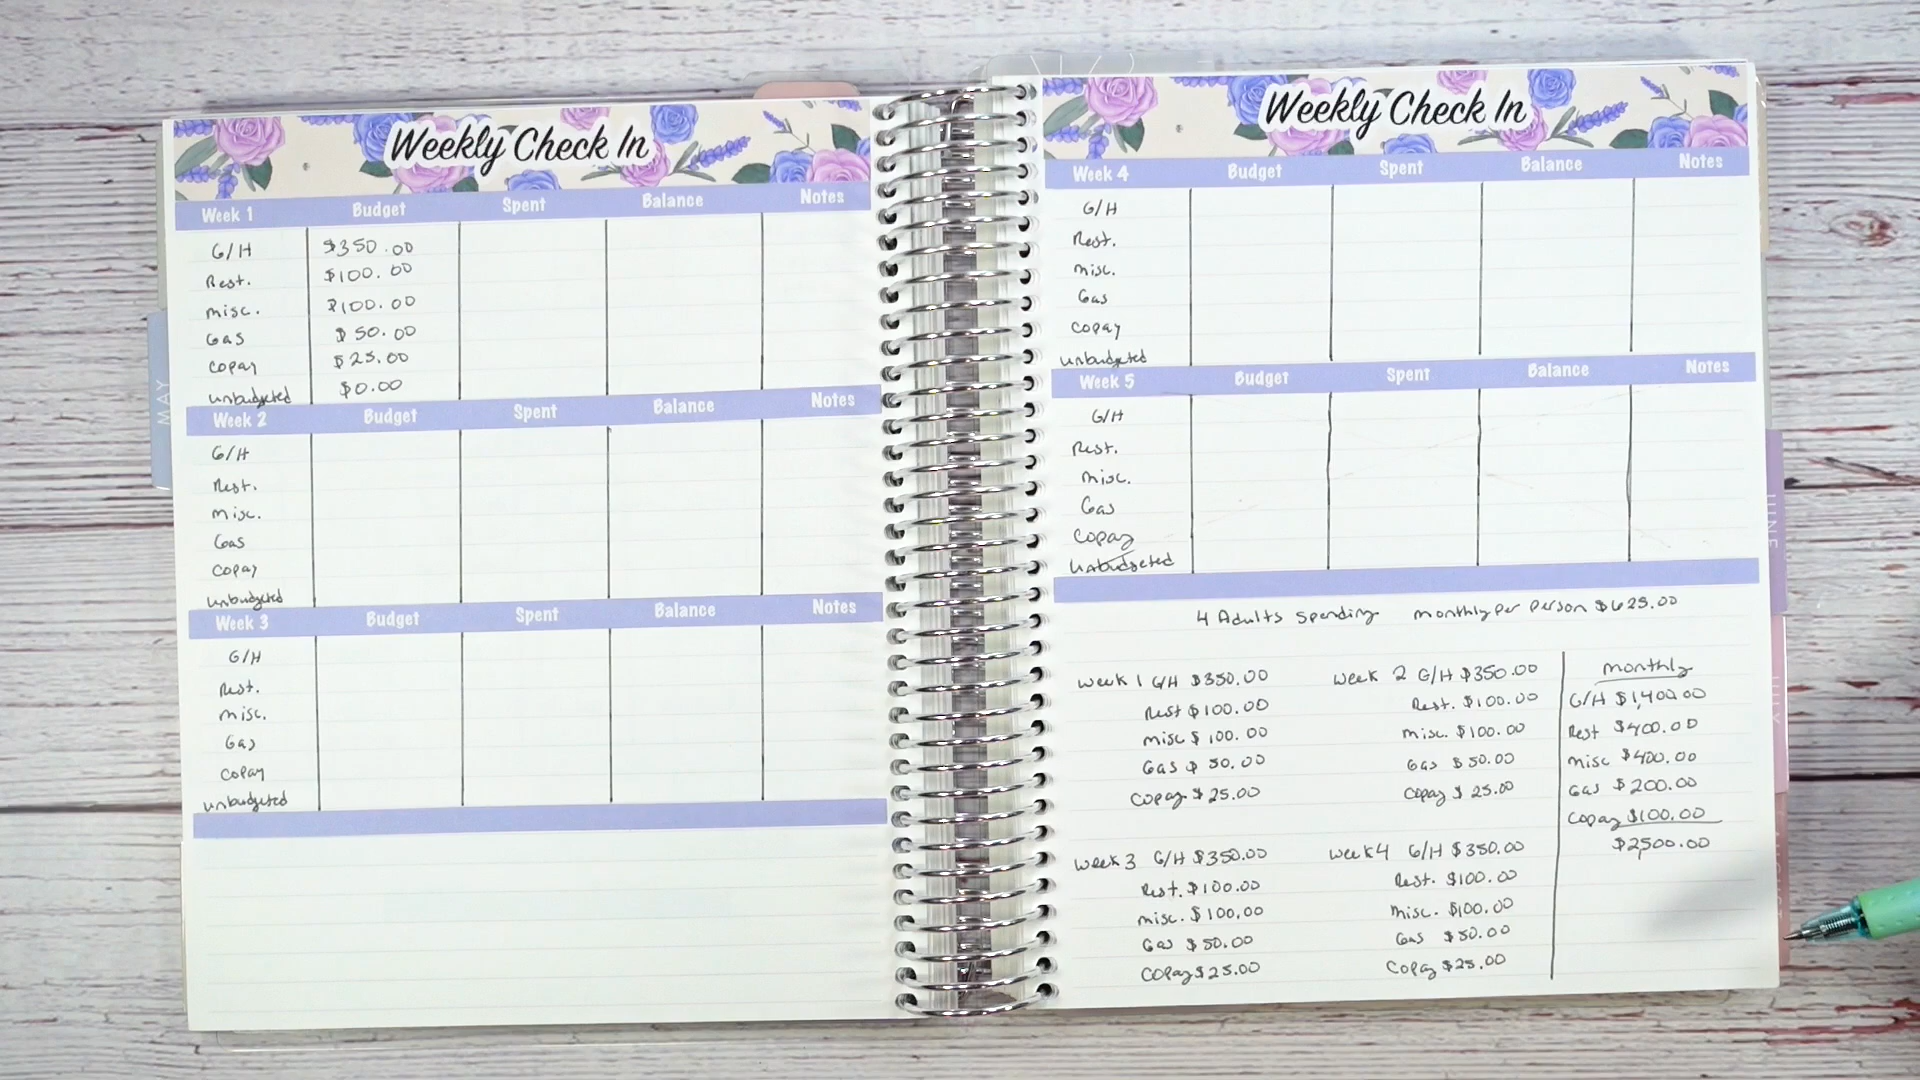 Weekly Check In
Week 1 Budget Spent Balance Notes
G/H $350.00
Rest. $100.00
misc. $100.00
Gas $50.00
copay $25.00
unbudgeted $0.00
Week 2 Budget Spent Balance Notes
G/H
Rest.
misc.
Gas
copay
unbudgeted
Week 3 Budget Spent Balance Notes
G/H
Rest.
misc.
Gas
copay
unbudgeted
MAY
Weekly Check In
Week 4 Budget Spent Balance Notes
G/H
Rest.
misc.
Gas
copay
unbudgeted
Week 5 Budget Spent Balance Notes
G/H
Rest.
misc.
Gas
copay
unbudgeted
4 Adults spending monthly per person $625.00
week 1 G/H $350.00
Rest $100.00
misc $100.00
Gas $50.00
copay $25.00
week 2 G/H $350.00
Rest. $100.00
misc. $100.00
Gas $50.00
copay $25.00
week 3 G/H $350.00
Rest. $100.00
misc. $100.00
Gas $50.00
copay $25.00
week 4 G/H $350.00
Rest. $100.00
misc. $100.00
Gas $50.00
copay $25.00
monthly
G/H $1,400.00
Rest $400.00
misc $400.00
Gas $200.00
copay $100.00
$2,500.00
JUNE
JULY
AUGUST